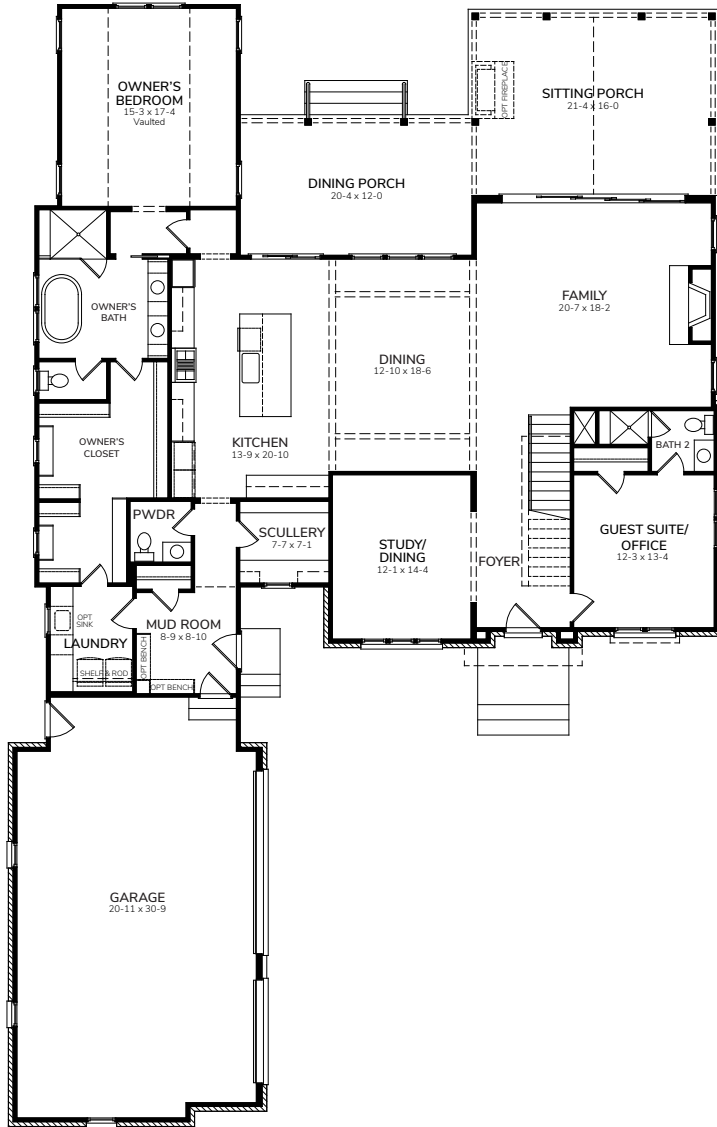 OWNER'S
BEDROOM
15-3 x 17-4
Vaulted
OPT FIREPLACE
SITTING PORCH
21-4 x 16-0
DINING PORCH
20-4 x 12-0
OWNER'S
BATH
FAMILY
20-7 x 18-2
DINING
12-10 x 18-6
OWNER'S
CLOSET
KITCHEN
13-9 x 20-10
BATH 2
PWDR
SCULLERY
7-7 x 7-1
STUDY/
DINING
12-1 x 14-4
FOYER
GUEST SUITE/
OFFICE
12-3 x 13-4
OPT
SINK
LAUNDRY
SHELF & ROD
MUD ROOM
8-9 x 8-10
OPT BENCH
OPT BENCH
GARAGE
20-11 x 30-9